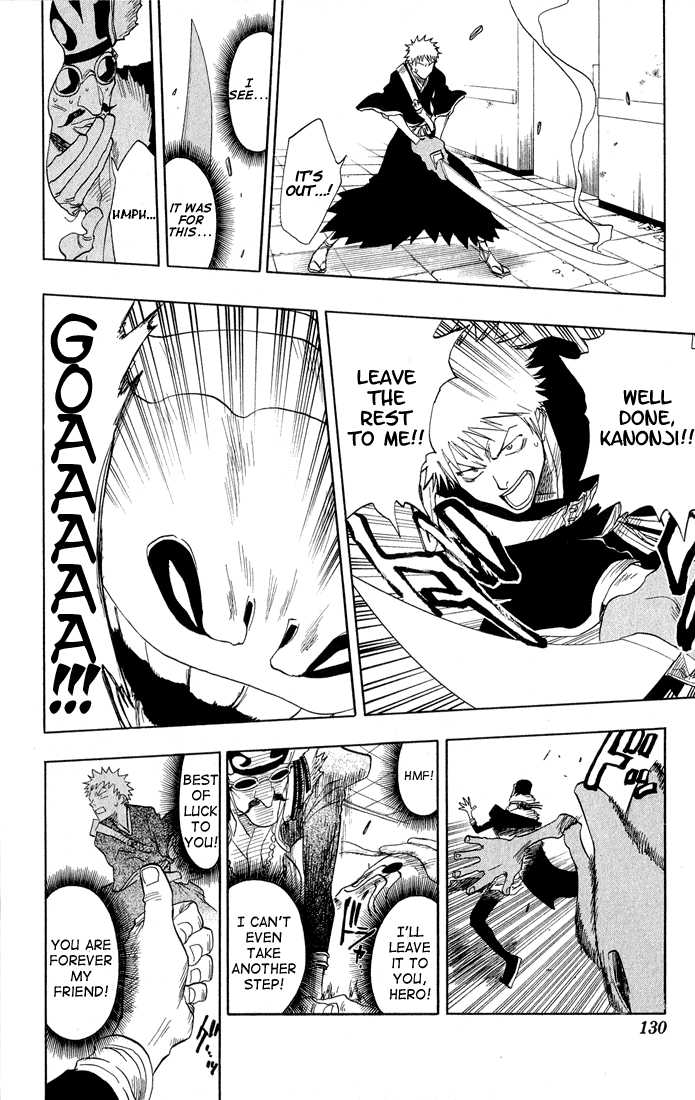 IT'S
OUT...!
I
SEE...
IT WAS
FOR
THIS...
HMPH...
WELL
DONE,
KANONJI!!
LEAVE
THE
REST
TO ME!!
GOAAAAA!!!
HMF!
I'LL
LEAVE
IT TO
YOU,
HERO!
I CAN'T
EVEN
TAKE
ANOTHER
STEP!
BEST
OF
LUCK
TO
YOU!
YOU ARE
FOREVER
MY
FRIEND!
130